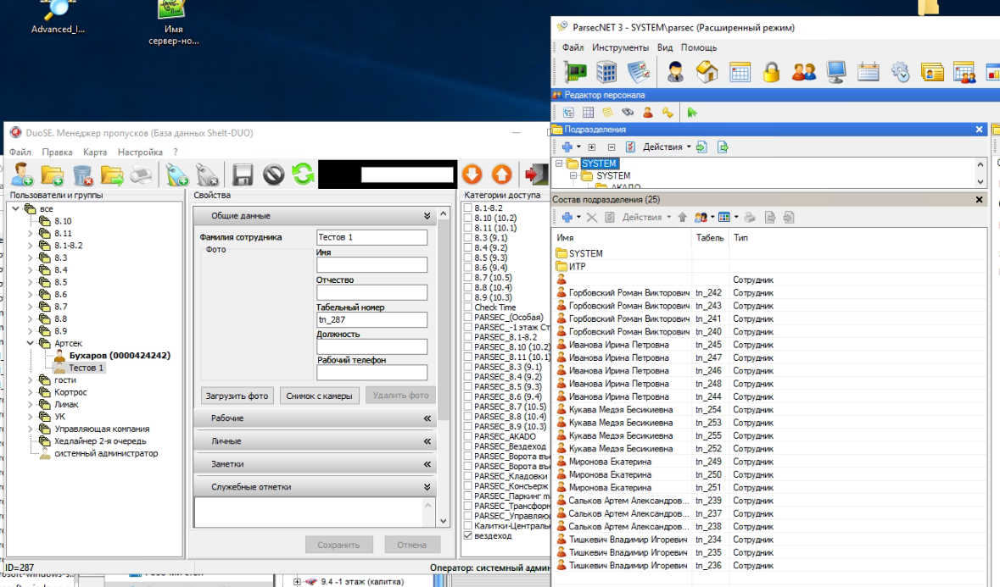 Advanced_I...
Имя
сервер-но...
DuoSE. Менеджер пропусков (База данных Shelt-DUO)
Файл Правка Карта Настройка ?
Пользователи и группы
все
8.10
8.11
8.1-8.2
8.3
8.4
8.5
8.6
8.7
8.8
8.9
Артсек
Бухаров (0000424242)
Тестов 1
гости
Кортрос
Линак
УК
Управляющая компания
Хедлайнер 2-я очередь
системный администратор
Свойства
Общие данные
Фамилия сотрудника
Тестов 1
Фото
Имя
Отчество
Табельный номер
tn_287
Должность
Рабочий телефон
Загрузить фото
Снимок с камеры
Удалить фото
Рабочие
Личные
Заметки
Служебные отметки
Сохранить
Отмена
Категории доступа
8.1-8.2
8.10 (10.2)
8.11 (10.1)
8.3 (9.1)
8.4 (9.2)
8.5 (9.3)
8.6 (9.4)
8.7 (10.5)
8.8 (10.4)
8.9 (10.3)
Check Time
PARSEC_(Особая)
PARSEC_-1 этаж Ст
PARSEC_8.1-8.2
PARSEC_8.10 (10.2)
PARSEC_8.11 (10.1)
PARSEC_8.3 (9.1)
PARSEC_8.4 (9.2)
PARSEC_8.5 (9.3)
PARSEC_8.6 (9.4)
PARSEC_8.7 (10.5)
PARSEC_8.8 (10.4)
PARSEC_8.9 (10.3)
PARSEC_AKADO
PARSEC_Вездеход
PARSEC_Ворота въе
PARSEC_Ворота въе
PARSEC_Кладовки
PARSEC_Консьерж
PARSEC_Паркинг
PARSEC_Трансформ
PARSEC_Управляющ
Калитки-Централь
вездеход
ID=287
Оператор: системный админ
9.4 -1 этаж (калитка)
ParsecNET 3 - SYSTEM\parsec (Расширенный режим)
Файл Инструменты Вид Помощь
Редактор персонала
Подразделения
Действия
SYSTEM
SYSTEM
АКАДО
Состав подразделения (25)
Действия
Имя Табель Тип
SYSTEM
ИТР
Сотрудник
Горбовский Роман Викторович tn_242 Сотрудник
Горбовский Роман Викторович tn_243 Сотрудник
Горбовский Роман Викторович tn_241 Сотрудник
Горбовский Роман Викторович tn_240 Сотрудник
Иванова Ирина Петровна tn_245 Сотрудник
Иванова Ирина Петровна tn_247 Сотрудник
Иванова Ирина Петровна tn_246 Сотрудник
Иванова Ирина Петровна tn_248 Сотрудник
Иванова Ирина Петровна tn_244 Сотрудник
Кукава Медэя Бесикиевна tn_254 Сотрудник
Кукава Медэя Бесикиевна tn_253 Сотрудник
Кукава Медэя Бесикиевна tn_255 Сотрудник
Кукава Медэя Бесикиевна tn_252 Сотрудник
Миронова Екатерина tn_249 Сотрудник
Миронова Екатерина tn_250 Сотрудник
Миронова Екатерина tn_251 Сотрудник
Сальков Артем Александров... tn_239 Сотрудник
Сальков Артем Александров... tn_237 Сотрудник
Сальков Артем Александров... tn_238 Сотрудник
Тишкевич Владимир Игоревич tn_234 Сотрудник
Тишкевич Владимир Игоревич tn_235 Сотрудник
Тишкевич Владимир Игоревич tn_236 Сотрудник